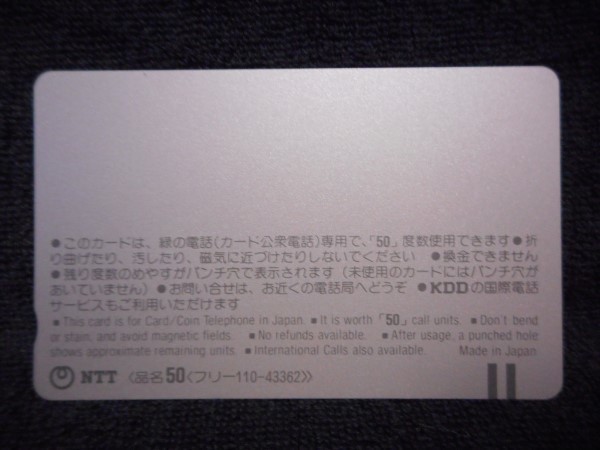 ●このカードは、緑の電話(カード公衆電話)専用で、「50」度数使用できます●折
り曲げたり、汚したり、磁気に近づけたりしないでください ●換金できません
●残り度数のめやすがパンチ穴で表示されます(未使用のカードにはパンチ穴が
あいていません) ●お問い合せは、お近くの電話局へどうぞ ●KDDの国際電話
サービスもご利用いただけます
■This card is for Card/Coin Telephone in Japan. ■It is worth「50」call units. ■Don't bend
or stain, and avoid magnetic fields. ■No refunds available. ■After usage, a punched hole
shows approximate remaining units. ■International Calls also available. Made in Japan.
NTT 〈品名50〈フリー110-43362〉〉